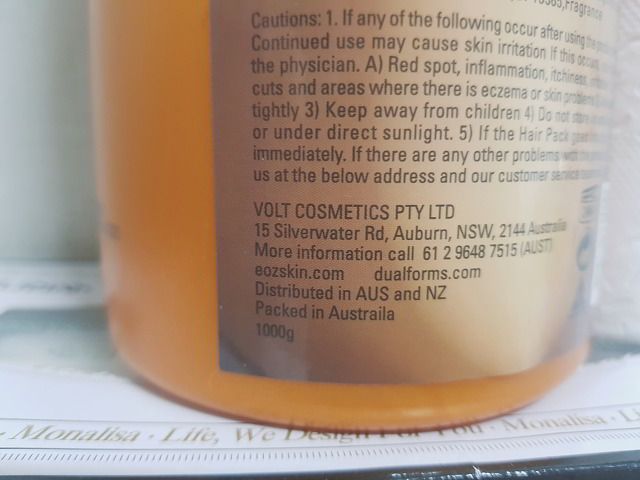 Fragrance
Cautions: 1. If any of the following occur after using the
Continued use may cause skin irritation If this occurs
the physician. A) Red spot, inflammation, itchiness,
cuts and areas where there is eczema or skin problems
tightly 3) Keep away from children 4) Do not store
or under direct sunlight. 5) If the Hair Pack goes
immediately. If there are any other problems with
us at the below address and our customer service
VOLT COSMETICS PTY LTD
15 Silverwater Rd, Auburn, NSW, 2144 Australia
More information call 61 2 9648 7515 (AUST)
eozskin.com dualforms.com
Distributed in AUS and NZ
Packed in Austraila
1000g
Monalisa · Life, We Design For You · Monalisa ·